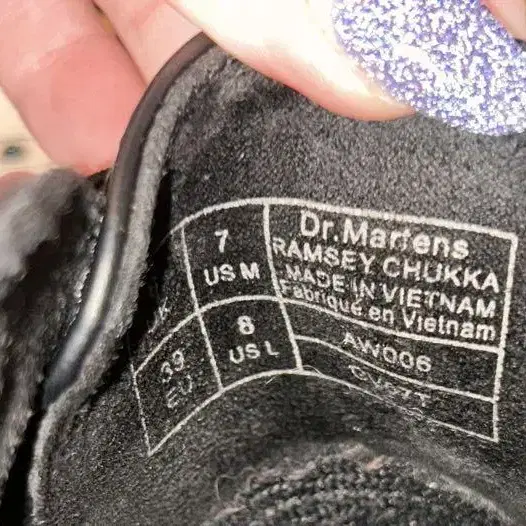 7
US M
K
39
EU
8
US L
Dr.Martens
RAMSEY CHUKKA
MADE IN VIETNAM
Fabriqué en Vietnam
AW006